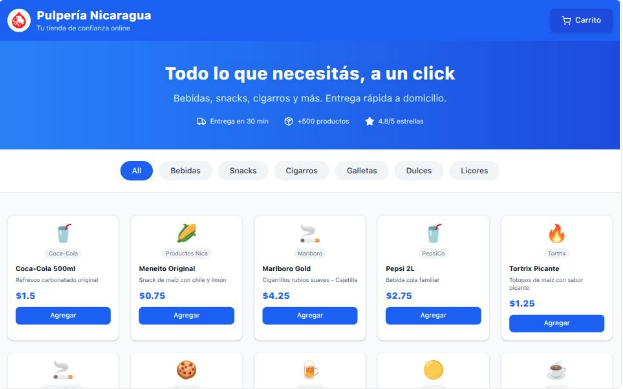 Pulpería Nicaragua
Tu tienda de confianza online
Carrito
Todo lo que necesitás, a un click
Bebidas, snacks, cigarros y más. Entrega rápida a domicilio.
Entrega en 30 min
+500 productos
4.8/5 estrellas
All
Bebidas
Snacks
Cigarros
Galletas
Dulces
Licores
Coca-Cola
Coca-Cola 500ml
Refresco carbonatado original
$1.5
Agregar
Productos Nica
Meneito Original
Snack de maíz con chile y limón
$0.75
Agregar
Marlboro
Marlboro Gold
Cigarrillos rubios suaves - Cajetilla
$4.25
Agregar
PepsiCo
Pepsi 2L
Bebida cola familiar
$2.75
Agregar
Tortrix
Tortrix Picante
Totopos de maíz con sabor
picante
$1.25
Agregar